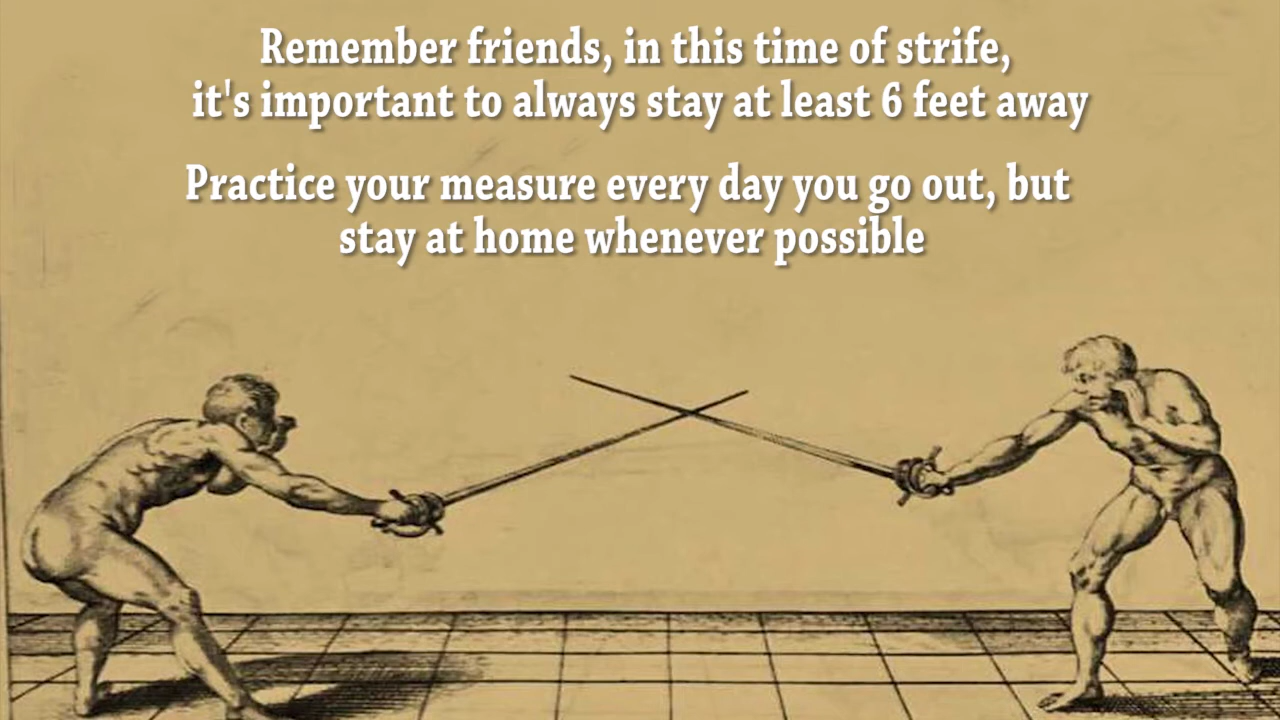 Remember friends, in this time of strife,
it's important to always stay at least 6 feet away
Practice your measure every day you go out, but
stay at home whenever possible